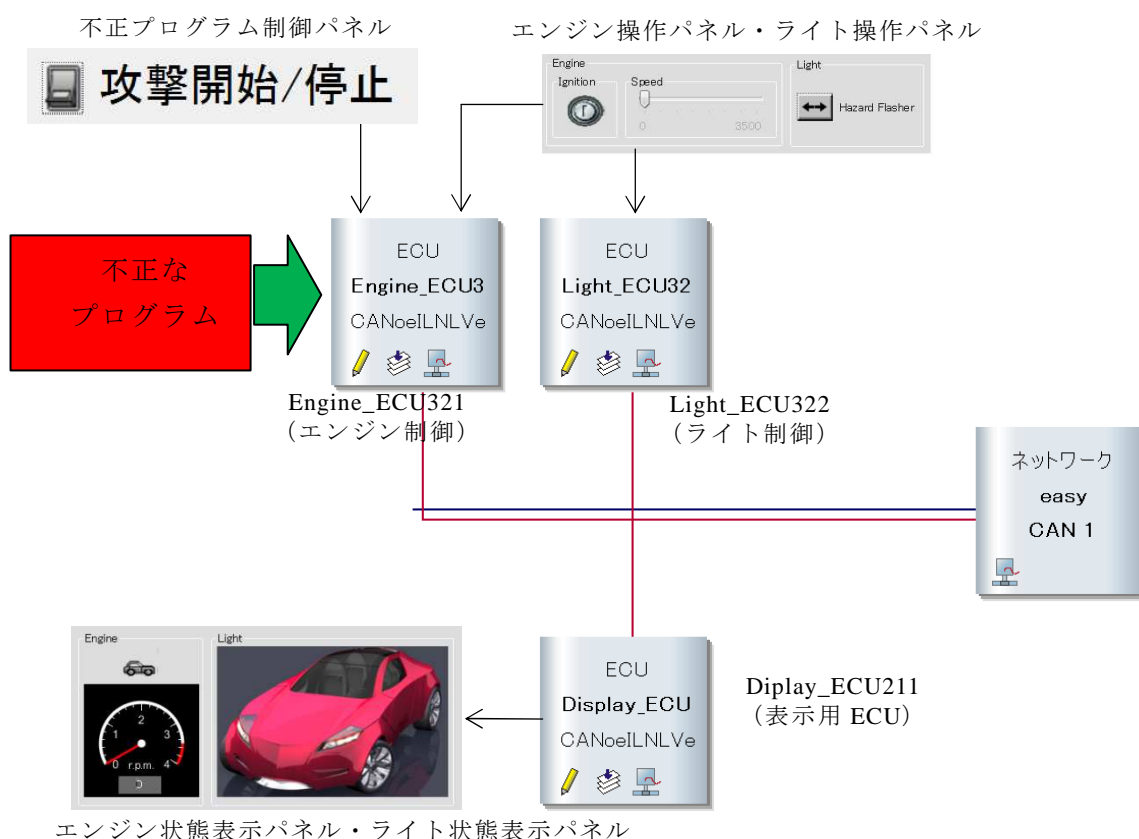 不正プログラム制御パネル
攻撃開始/停止
エンジン操作パネル・ライト操作パネル
Engine
Ignition
Speed
0
3500
Light
Hazard Flasher
不正な
プログラム
ECU
Engine_ECU3
CANoeILNLVe
Engine_ECU321
（エンジン制御）
ECU
Light_ECU32
CANoeILNLVe
Light_ECU322
（ライト制御）
ネットワーク
easy
CAN 1
Engine
0
1
2
3
4
r.p.m.
0
Light
ECU
Display_ECU
CANoeILNLVe
Diplay_ECU211
（表示用 ECU）
エンジン状態表示パネル・ライト状態表示パネル